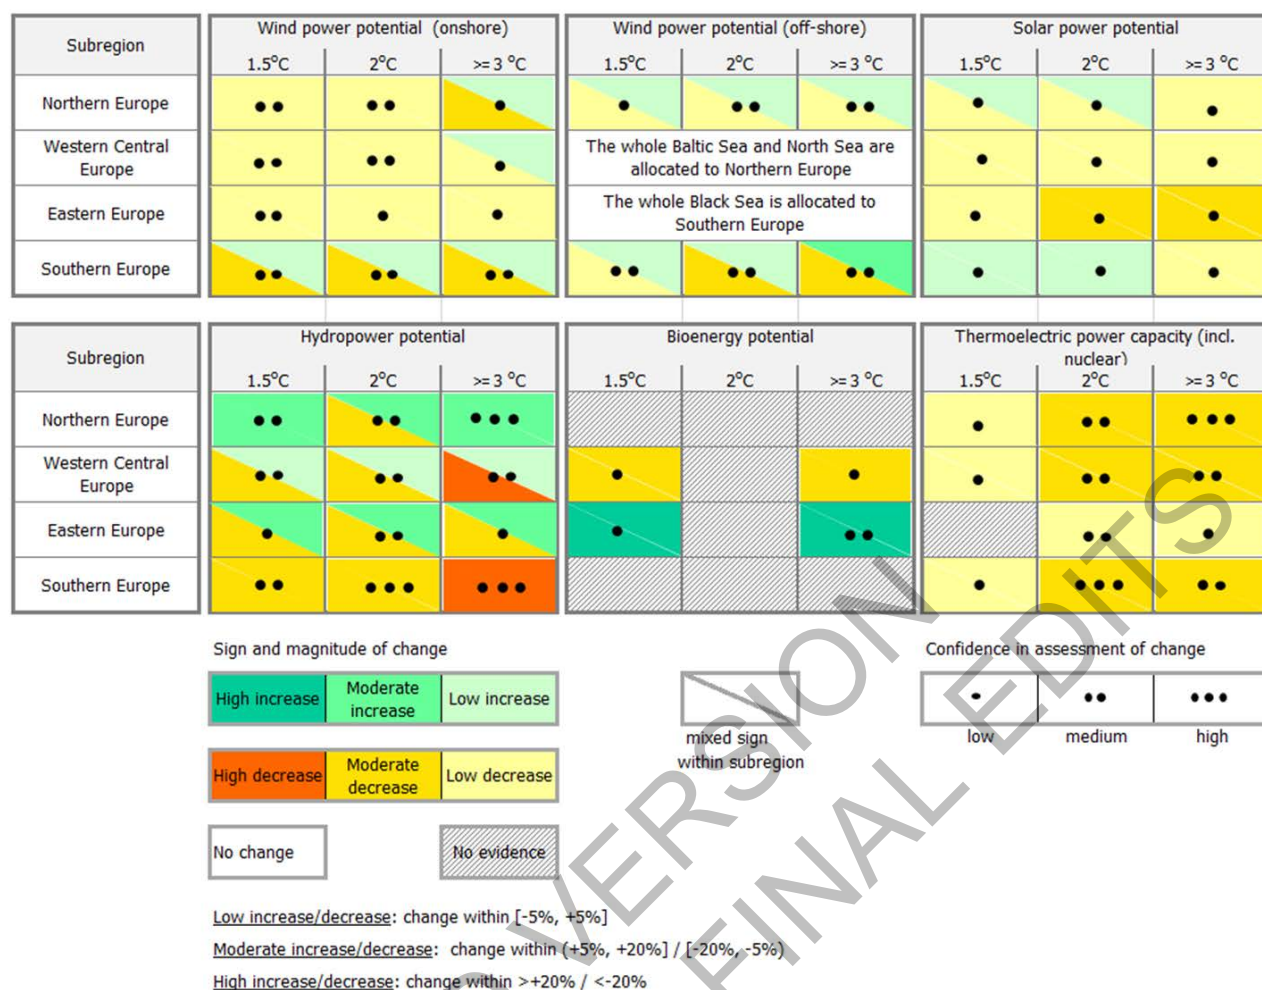 Subregion
Wind power potential (onshore)
1.5°C 2°C >= 3 °C
Wind power potential (off-shore)
1.5°C 2°C >= 3 °C
Solar power potential
1.5°C 2°C >= 3 °C
Northern Europe
Western Central
Europe
The whole Baltic Sea and North Sea are
allocated to Northern Europe
Eastern Europe
The whole Black Sea is allocated to
Southern Europe
Southern Europe
Subregion
Hydropower potential
1.5°C 2°C >= 3 °C
Bioenergy potential
1.5°C 2°C >= 3 °C
Thermoelectric power capacity (incl.
nuclear)
1.5°C 2°C >= 3 °C
Northern Europe
Western Central
Europe
Eastern Europe
Southern Europe
Sign and magnitude of change
High increase
Moderate
increase
Low increase
High decrease
Moderate
decrease
Low decrease
No change
No evidence
mixed sign
within subregion
Confidence in assessment of change
low medium high
Low increase/decrease: change within [-5%, +5%]
Moderate increase/decrease: change within (+5%, +20%] / [-20%, -5%)
High increase/decrease: change within >+20% / <-20%
VERSION
FINAL EDITS